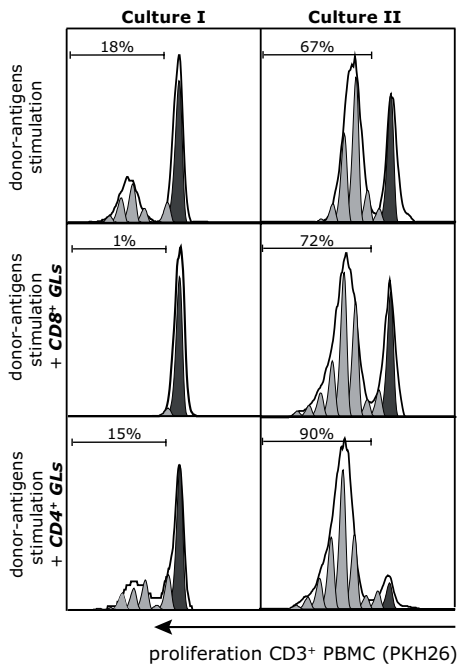 Culture I Culture II
donor-antigens
stimulation
18% 67%
donor-antigens
stimulation
+ CD8⁺ GLs
1% 72%
donor-antigens
stimulation
+ CD4⁺ GLs
15% 90%
proliferation CD3⁺ PBMC (PKH26)